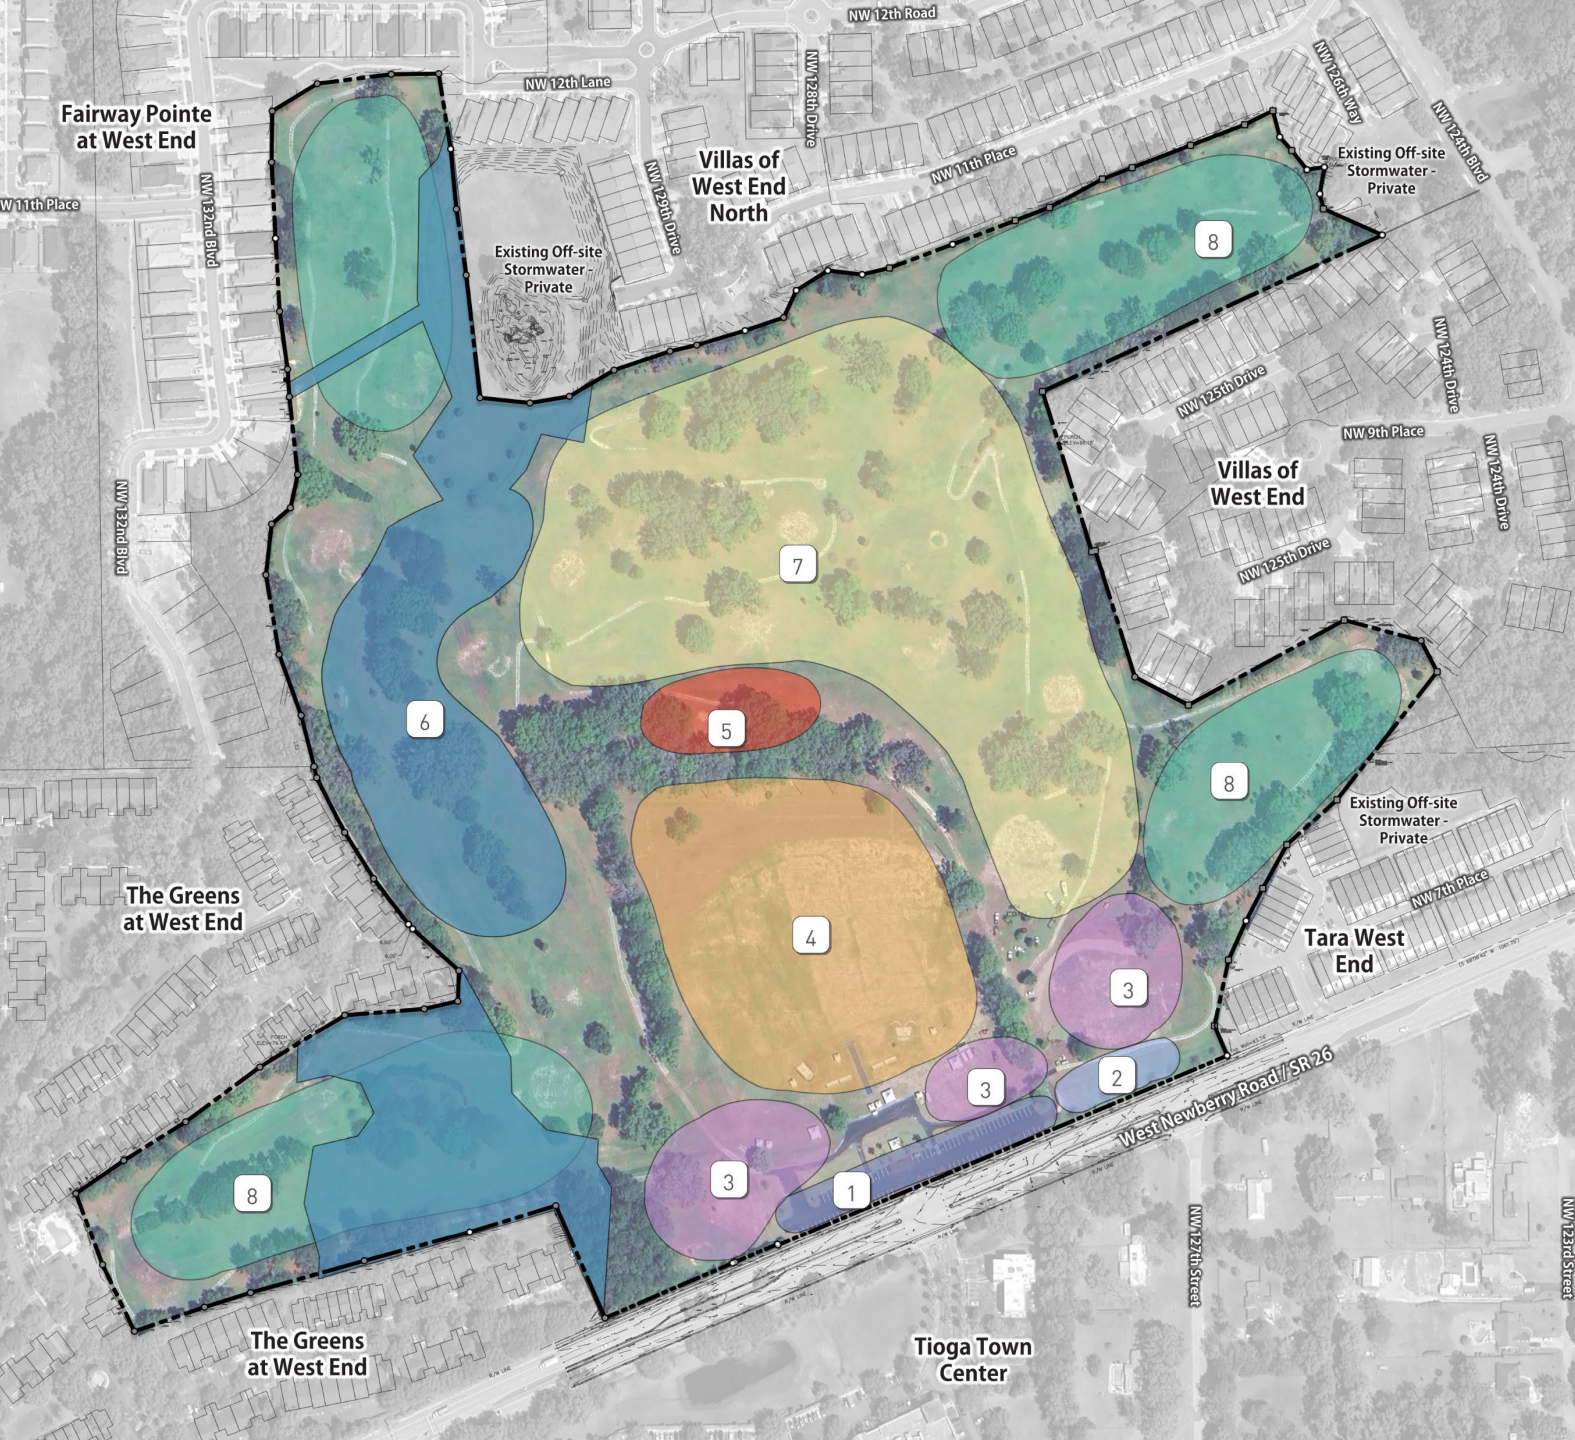 NW 12th Road
Fairway Pointe
at West End
NW 12th Lane
NW 128th Drive
NW 126th Way
NW 124th Blvd
Villas of
West End
North
NW 11th Place
Existing Off-site
Stormwater -
Private
W 11th Place
NW 132nd Blvd
NW 129th Drive
Existing Off-site
Stormwater -
Private
8
NW 125th Drive
NW 124th Drive
NW 9th Place
Villas of
West End
NW 124th Drive
NW 132nd Blvd
7
NW 125th Drive
6
5
8
Existing Off-site
Stormwater -
Private
NW 7th Place
The Greens
at West End
4
Tara West
End
3
R/W LINE
2
3
West Newberry Road / SR 26
R/W LINE
R/W LINE
8
3
1
R/W LINE
NW 127th Street
NW 123rd Street
R/W LINE
The Greens
at West End
Tioga Town
Center
R/W LINE